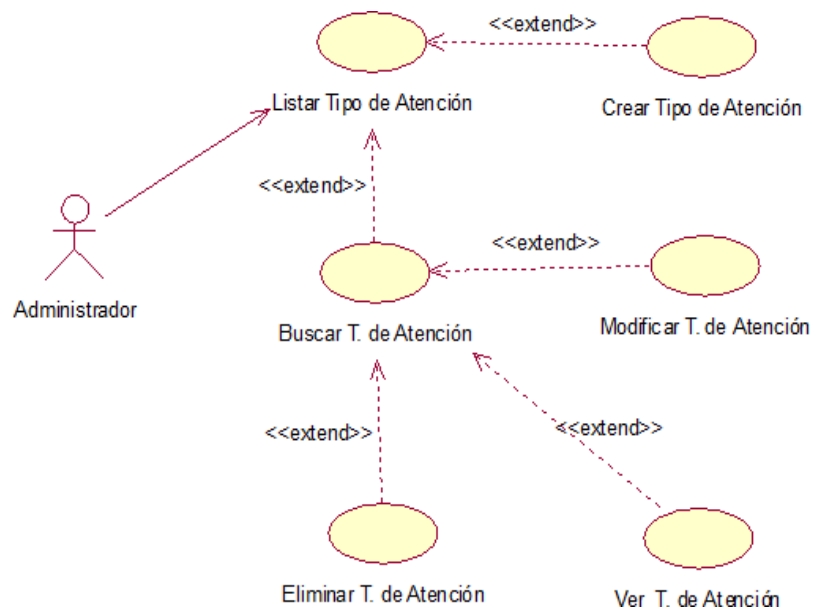 <<extend>>
Listar Tipo de Atención
Crear Tipo de Atención
<<extend>>
<<extend>>
Administrador
Buscar T. de Atención
Modificar T. de Atención
<<extend>>
<<extend>>
Eliminar T. de Atención
Ver T. de Atención